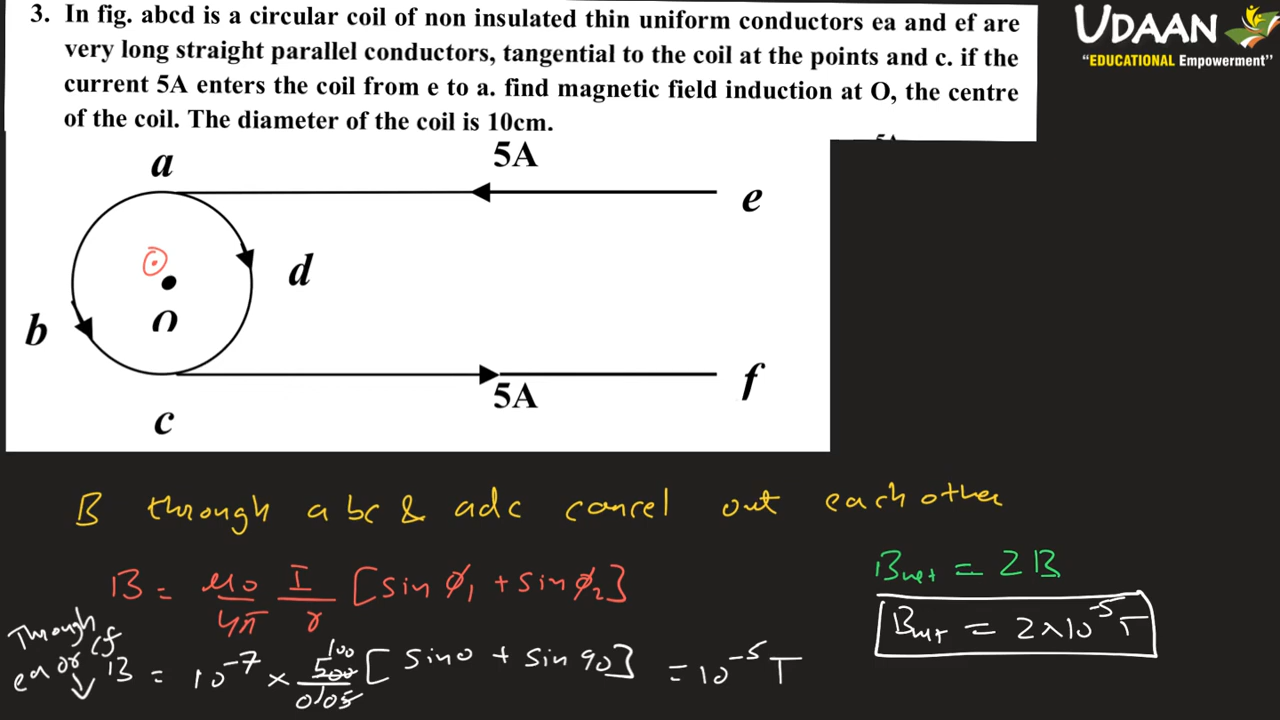 3. In fig. abcd is a circular coil of non insulated thin uniform conductors ea and ef are
very long straight parallel conductors, tangential to the coil at the points and c. if the
current 5A enters the coil from e to a. find magnetic field induction at O, the centre
of the coil. The diameter of the coil is 10cm.
UDAAN
"EDUCATIONAL Empowerment"
a
5A
e
d
b
O
5A
f
c
B through abc & adc cancel out each other
B = μ0/4π I/r [sin φ1 + sin φ2]
Bnet = 2B
Through
ea or cf
B = 10^-7 × 500/0.05 100 [sin 0 + sin 90] = 10^-5 T
Bnet = 2×10^-5 T